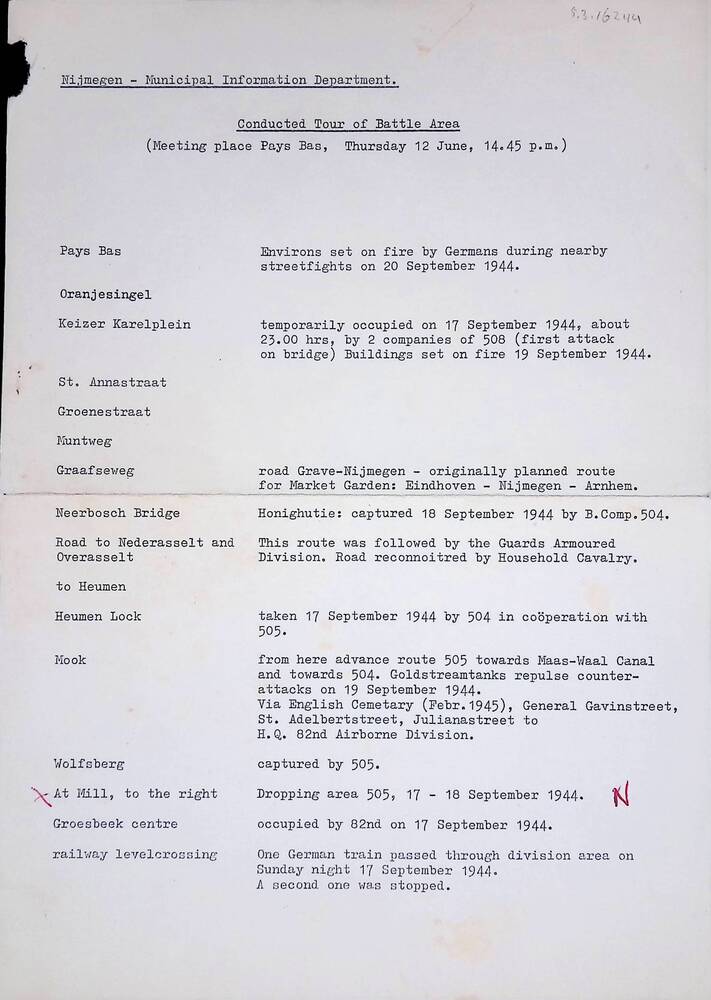 S.3.16244
Nijmegen - Municipal Information Department.
Conducted Tour of Battle Area
(Meeting place Pays Bas, Thursday 12 June, 14.45 p.m.)
Pays Bas Environs set on fire by Germans during nearby
streetfights on 20 September 1944.
Oranjesingel
Keizer Karelplein temporarily occupied on 17 September 1944, about
23.00 hrs, by 2 companies of 508 (first attack
on bridge) Buildings set on fire 19 September 1944.
St. Annastraat
Groenestraat
Muntweg
Graafseweg road Grave-Nijmegen - originally planned route
for Market Garden: Eindhoven - Nijmegen - Arnhem.
Neerbosch Bridge Honighutie: captured 18 September 1944 by B.Comp.504.
Road to Nederasselt and This route was followed by the Guards Armoured
Overasselt Division. Road reconnoitred by Household Cavalry.
to Heumen
Heumen Lock taken 17 September 1944 by 504 in coöperation with
505.
Mook from here advance route 505 towards Maas-Waal Canal
and towards 504. Goldstreamtanks repulse counter-
attacks on 19 September 1944.
Via English Cemetary (Febr.1945), General Gavinstreet,
St. Adelbertstreet, Julianastreet to
H.Q. 82nd Airborne Division.
Wolfsberg captured by 505.
X At Mill, to the right Dropping area 505, 17 - 18 September 1944. N
Groesbeek centre occupied by 82nd on 17 September 1944.
railway levelcrossing One German train passed through division area on
Sunday night 17 September 1944.
A second one was stopped.